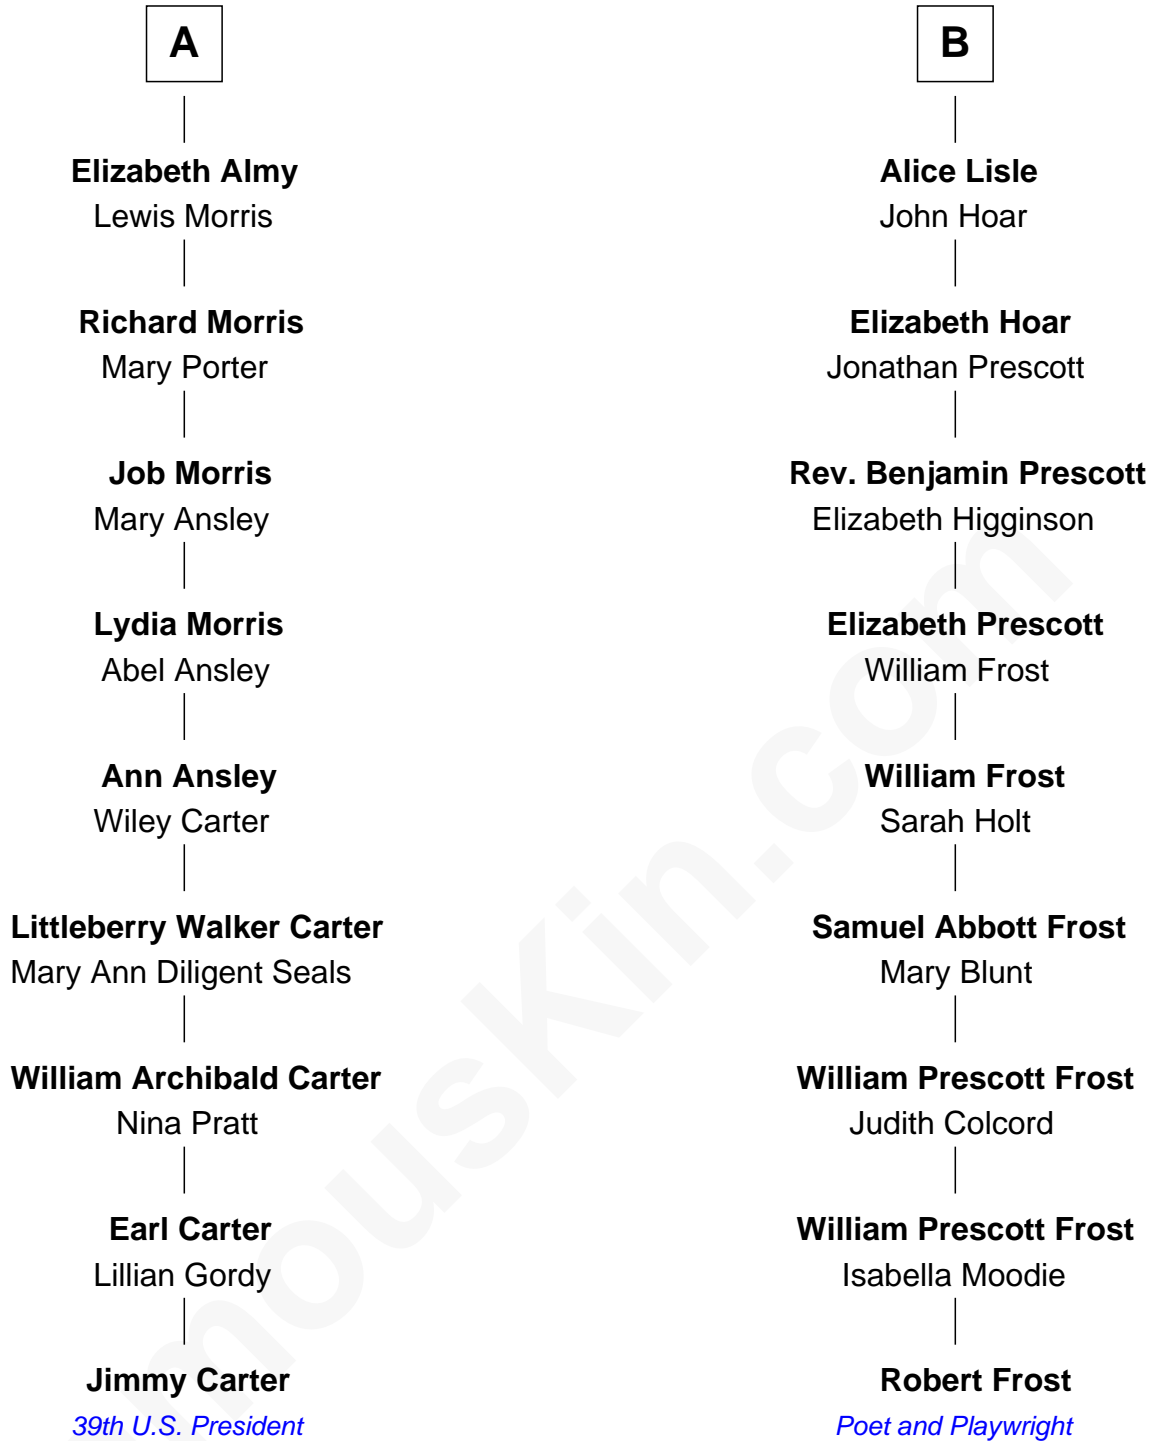 A
Elizabeth Almy
Lewis Morris
Richard Morris
Mary Porter
Job Morris
Mary Ansley
Lydia Morris
Abel Ansley
Ann Ansley
Wiley Carter
Littleberry Walker Carter
Mary Ann Diligent Seals
William Archibald Carter
Nina Pratt
Earl Carter
Lillian Gordy
Jimmy Carter
39th U.S. President
B
Alice Lisle
John Hoar
Elizabeth Hoar
Jonathan Prescott
Rev. Benjamin Prescott
Elizabeth Higginson
Elizabeth Prescott
William Frost
William Frost
Sarah Holt
Samuel Abbott Frost
Mary Blunt
William Prescott Frost
Judith Colcord
William Prescott Frost
Isabella Moodie
Robert Frost
Poet and Playwright
mousKin.com